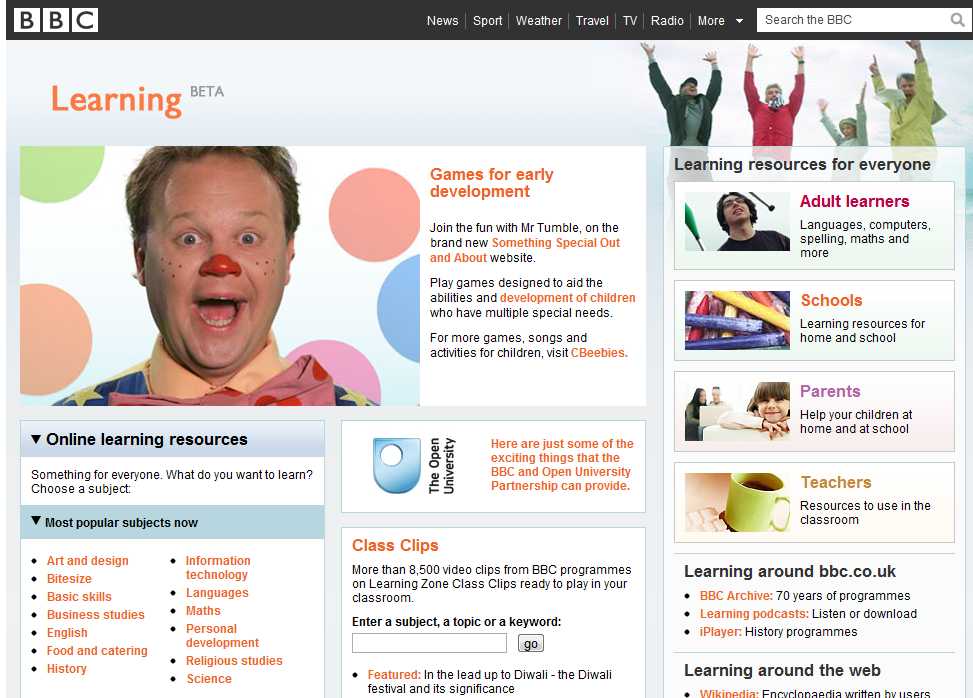 BBC
News Sport Weather Travel TV Radio More
Search the BBC
Learning BETA
Games for early
development
Join the fun with Mr Tumble, on the
brand new Something Special Out
and About website.
Play games designed to aid the
abilities and development of children
who have multiple special needs.
For more games, songs and
activities for children, visit CBeebies.
Learning resources for everyone
Adult learners
Languages, computers,
spelling, maths and
more
Schools
Learning resources for
home and school
Parents
Help your children at
home and at school
Teachers
Resources to use in the
classroom
Online learning resources
Something for everyone. What do you want to learn?
Choose a subject:
Most popular subjects now
Art and design
Bitesize
Basic skills
Business studies
English
Food and catering
History
Information
technology
Languages
Maths
Personal
development
Religious studies
Science
The Open
University
Here are just some of the
exciting things that the
BBC and Open University
Partnership can provide.
Class Clips
More than 8,500 video clips from BBC programmes
on Learning Zone Class Clips ready to play in your
classroom.
Enter a subject, a topic or a keyword:
go
Featured: In the lead up to Diwali - the Diwali
festival and its significance
Learning around bbc.co.uk
BBC Archive: 70 years of programmes
Learning podcasts: Listen or download
iPlayer: History programmes
Learning around the web
Wikipedia: Encyclopaedia written by users